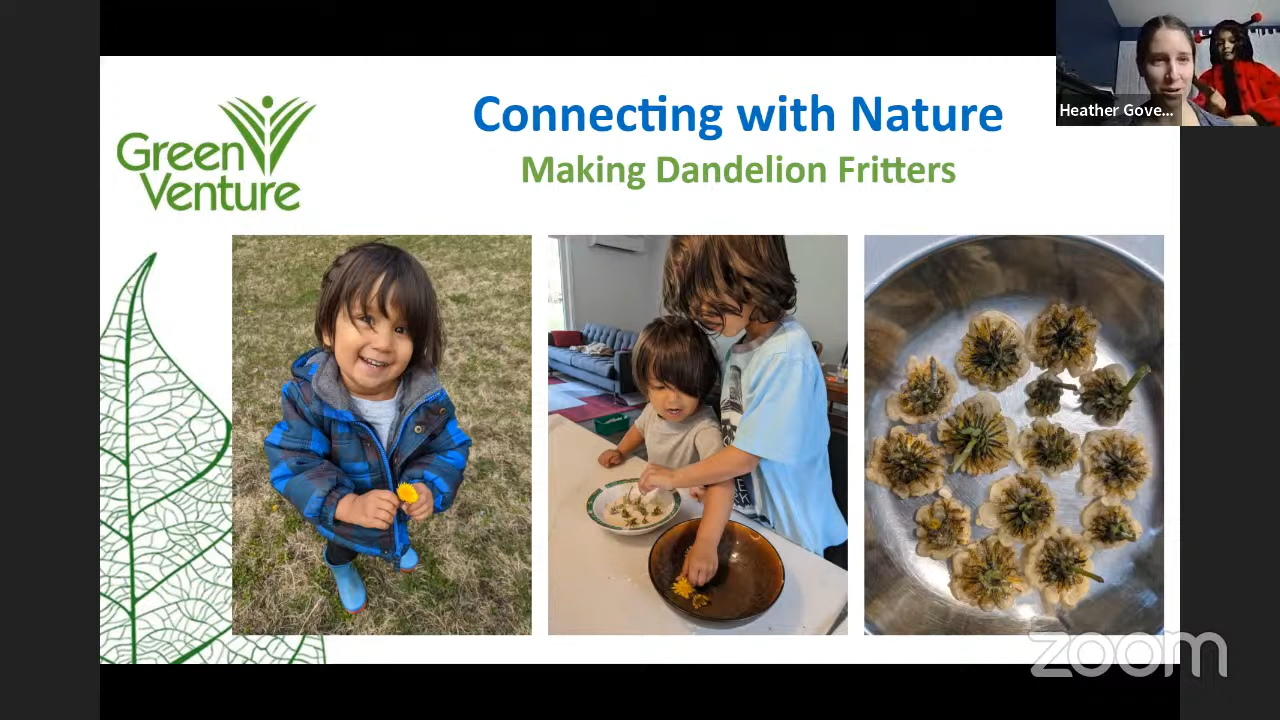 Connecting with Nature
Making Dandelion Fritters
Green
Venture
Heather Gove...
zoom